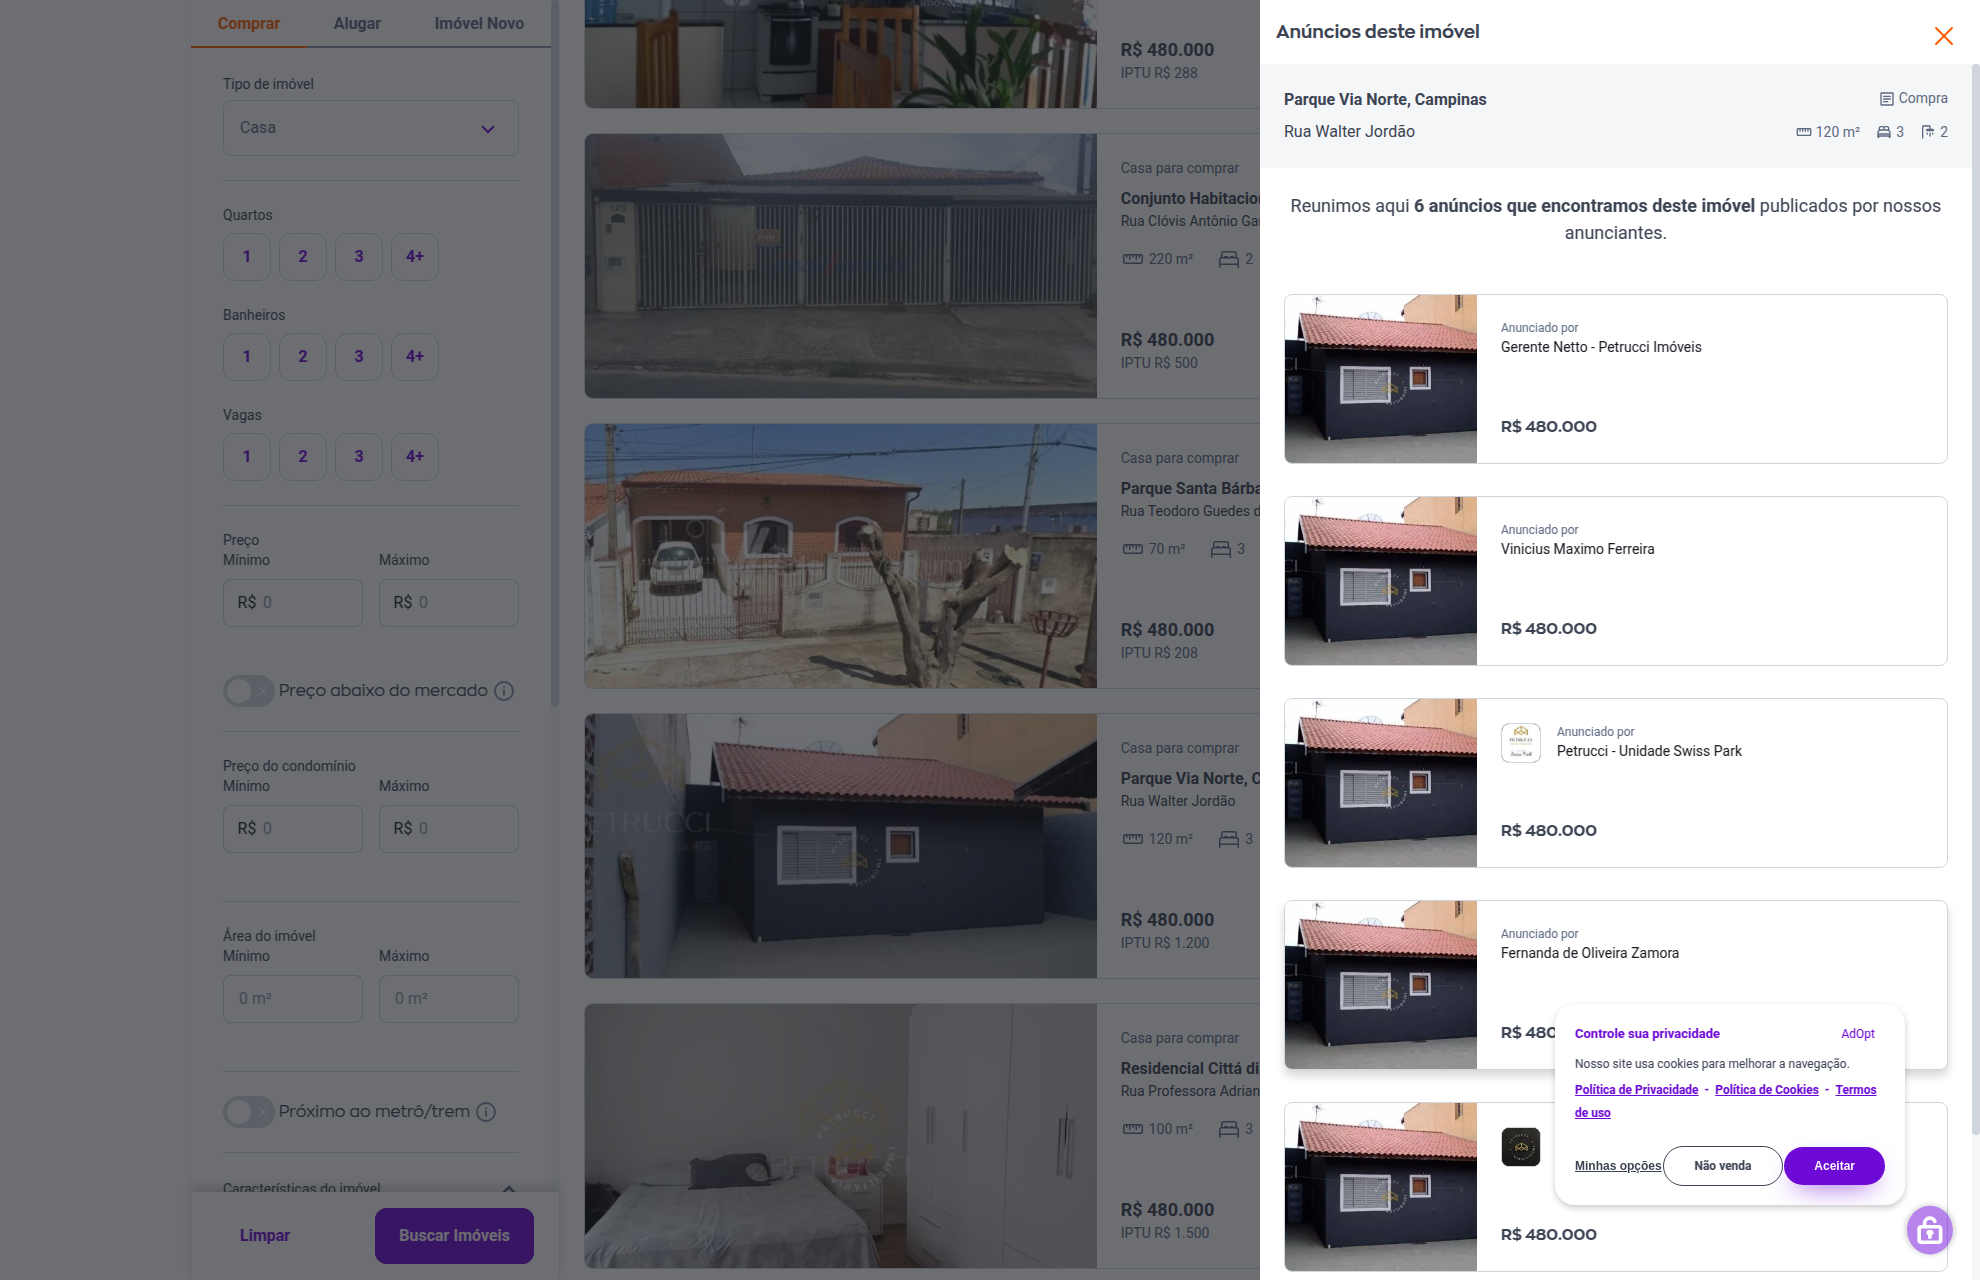 Comprar
Alugar
Imóvel Novo
Tipo de imóvel
Casa
Quartos
1
2
3
4+
Banheiros
1
2
3
4+
Vagas
1
2
3
4+
Preço
Mínimo
Máximo
R$ 0
R$ 0
Preço abaixo do mercado
Preço do condomínio
Mínimo
Máximo
R$ 0
R$ 0
Área do imóvel
Mínimo
Máximo
0 m²
0 m²
Próximo ao metrô/trem
Características do imóvel
Limpar
Buscar Imóveis
R$ 480.000
IPTU R$ 288
Casa para comprar
Conjunto Habitacio
Rua Clóvis Antônio Ga
220 m²
2
R$ 480.000
IPTU R$ 500
Casa para comprar
Parque Santa Bárba
Rua Teodoro Guedes d
70 m²
3
R$ 480.000
IPTU R$ 208
PETRUCCI
Casa para comprar
Parque Via Norte, C
Rua Walter Jordão
120 m²
3
R$ 480.000
IPTU R$ 1.200
PETRUCCI
Casa para comprar
Residencial Cittá di
Rua Professora Adrian
100 m²
3
R$ 480.000
IPTU R$ 1.500
Anúncios deste imóvel
Parque Via Norte, Campinas
Compra
Rua Walter Jordão
120 m²
3
2
Reunimos aqui 6 anúncios que encontramos deste imóvel publicados por nossos
anunciantes.
Anunciado por
Gerente Netto - Petrucci Imóveis
R$ 480.000
Anunciado por
Vinicius Maximo Ferreira
R$ 480.000
PETRUCCI
Swiss Park
Anunciado por
Petrucci - Unidade Swiss Park
R$ 480.000
Anunciado por
Fernanda de Oliveira Zamora
R$ 480
R$ 480.000
Controle sua privacidade
AdOpt
Nosso site usa cookies para melhorar a navegação.
Política de Privacidade - Política de Cookies - Termos
de uso
Minhas opções
Não venda
Aceitar